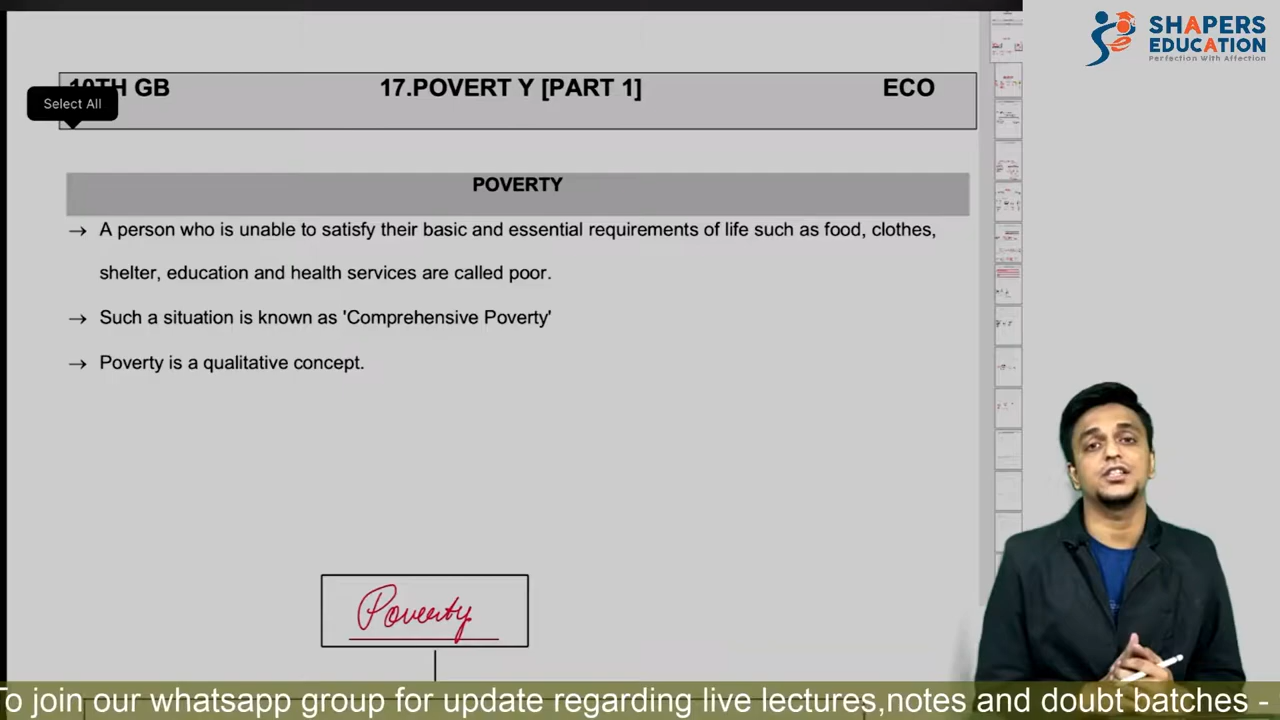 SHAPERS
EDUCATION
Perfection With Affection
10TH GB 17.POVERT Y [PART 1] ECO
Select All
POVERTY
→ A person who is unable to satisfy their basic and essential requirements of life such as food, clothes,
shelter, education and health services are called poor.
→ Such a situation is known as 'Comprehensive Poverty'
→ Poverty is a qualitative concept.
Poverty
To join our whatsapp group for update regarding live lectures,notes and doubt batches -